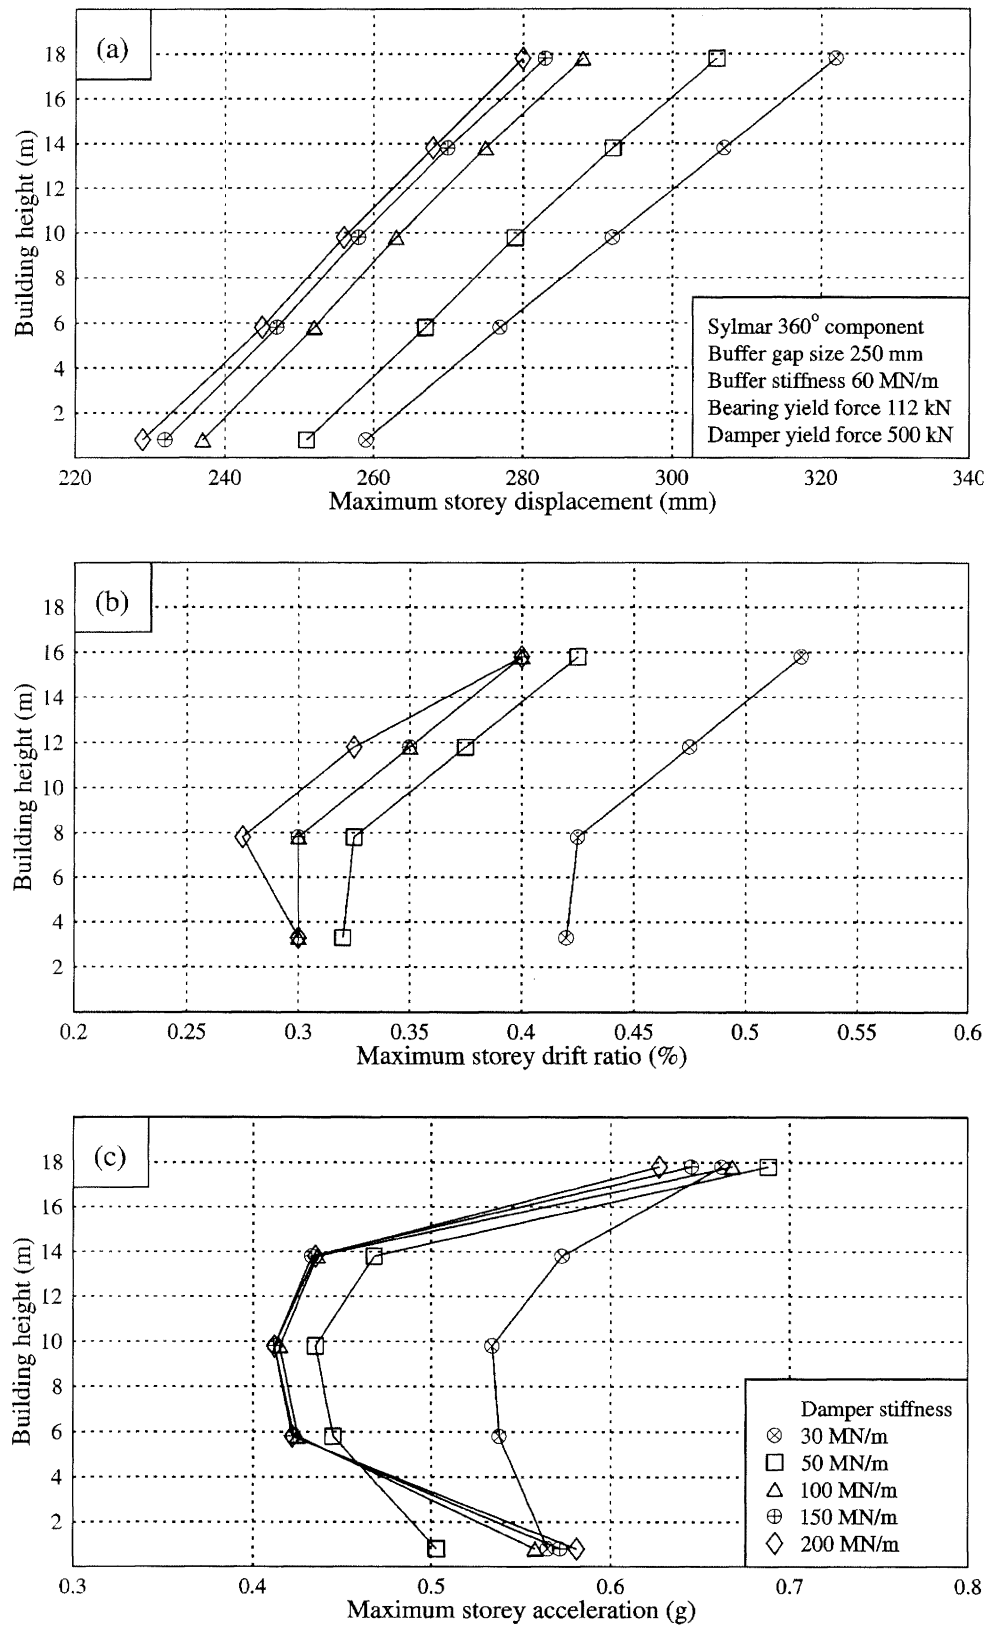 (a)
18
16
14
12
10
8
6
4
2
Building height (m)
220 240 260 280 300 320 340
Maximum storey displacement (mm)
Sylmar 360° component
Buffer gap size 250 mm
Buffer stiffness 60 MN/m
Bearing yield force 112 kN
Damper yield force 500 kN
(b)
18
16
14
12
10
8
6
4
2
Building height (m)
0.2 0.25 0.3 0.35 0.4 0.45 0.5 0.55 0.6
Maximum storey drift ratio (%)
(c)
18
16
14
12
10
8
6
4
2
Building height (m)
0.3 0.4 0.5 0.6 0.7 0.8
Maximum storey acceleration (g)
Damper stiffness
30 MN/m
50 MN/m
100 MN/m
150 MN/m
200 MN/m